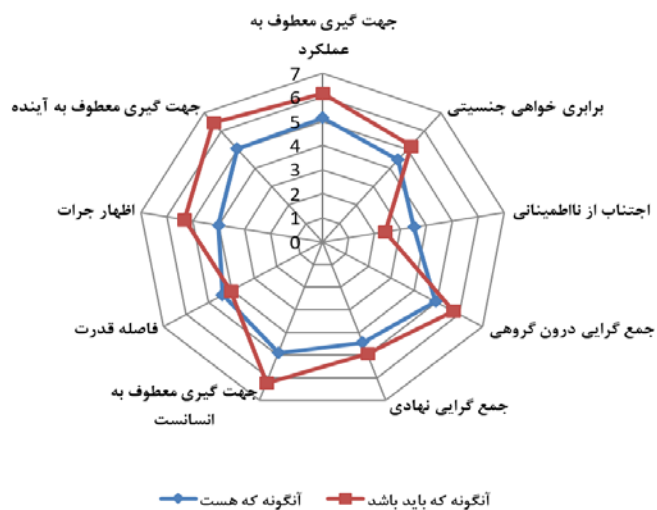 جهت گیری معطوف به
عملکرد
7
6
5
4
3
2
1
0
برابری خواهی جنسیتی
اجتناب از نااطمینانی
جمع گرایی درون گروهی
جمع گرایی نهادی
جهت گیری معطوف به
انسانست
فاصله قدرت
اظهار جرات
جهت گیری معطوف به آینده
آنگونه که هست
آنگونه که باید باشد